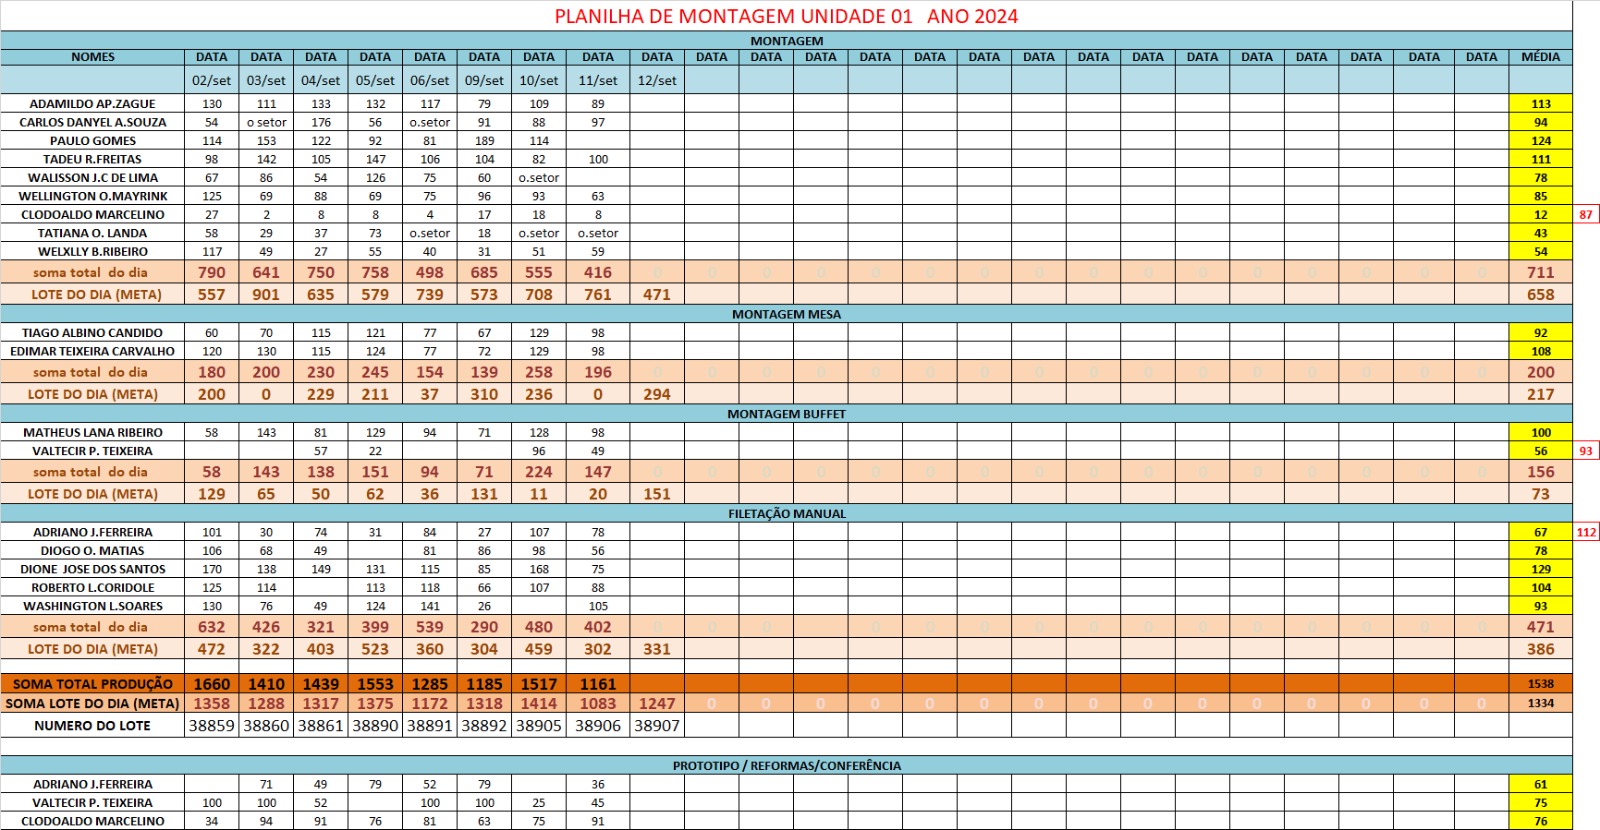 PLANILHA DE MONTAGEM UNIDADE 01 ANO 2024
MONTAGEM
NOMES DATA DATA DATA DATA DATA DATA DATA DATA DATA DATA DATA DATA DATA DATA DATA DATA DATA DATA DATA DATA DATA DATA DATA DATA MÉDIA
02/set 03/set 04/set 05/set 06/set 09/set 10/set 11/set 12/set
ADAMILDO AP.ZAGUE 130 111 133 132 117 79 109 89 113
CARLOS DANYEL A.SOUZA 54 o setor 176 56 o.setor 91 88 97 94
PAULO GOMES 114 153 122 92 81 189 114 124
TADEU R.FREITAS 98 142 105 147 106 104 82 100 111
WALISSON J.C DE LIMA 67 86 54 126 75 60 o.setor 78
WELLINGTON O.MAYRINK 125 69 88 69 75 96 93 63 85
CLODOALDO MARCELINO 27 2 8 8 4 17 18 8 12 87
TATIANA O. LANDA 58 29 37 73 o.setor 18 o.setor o.setor 43
WELXLLY B.RIBEIRO 117 49 27 55 40 31 51 59 54
soma total do dia 790 641 750 758 498 685 555 416 0 0 0 0 0 0 0 0 0 0 0 0 0 0 0 711
LOTE DO DIA (META) 557 901 635 579 739 573 708 761 471 658
MONTAGEM MESA
TIAGO ALBINO CANDIDO 60 70 115 121 77 67 129 98 92
EDIMAR TEIXEIRA CARVALHO 120 130 115 124 77 72 129 98 108
soma total do dia 180 200 230 245 154 139 258 196 0 0 0 0 0 0 0 0 0 0 0 0 0 0 0 200
LOTE DO DIA (META) 200 0 229 211 37 310 236 0 294 217
MONTAGEM BUFFET
MATHEUS LANA RIBEIRO 58 143 81 129 94 71 128 98 100
VALTECIR P. TEIXEIRA 57 22 96 49 56 93
soma total do dia 58 143 138 151 94 71 224 147 0 0 0 0 0 0 0 0 0 0 0 0 0 0 0 156
LOTE DO DIA (META) 129 65 50 62 36 131 11 20 151 73
FILETAÇÃO MANUAL
ADRIANO J.FERREIRA 101 30 74 31 84 27 107 78 67 112
DIOGO O. MATIAS 106 68 49 81 86 98 56 78
DIONE JOSE DOS SANTOS 170 138 149 131 115 85 168 75 129
ROBERTO L.CORIDOLE 125 114 113 118 66 107 88 104
WASHINGTON L.SOARES 130 76 49 124 141 26 105 93
soma total do dia 632 426 321 399 539 290 480 402 0 0 0 0 0 0 0 0 0 0 0 0 0 0 0 471
LOTE DO DIA (META) 472 322 403 523 360 304 459 302 331 386
SOMA TOTAL PRODUÇÃO 1660 1410 1439 1553 1285 1185 1517 1161 1538
SOMA LOTE DO DIA (META) 1358 1288 1317 1375 1172 1318 1414 1083 1247 0 0 0 0 0 0 0 0 0 0 0 0 0 0 1334
NUMERO DO LOTE 38859 38860 38861 38890 38891 38892 38905 38906 38907
PROTOTIPO / REFORMAS/CONFERÊNCIA
ADRIANO J.FERREIRA 71 49 79 52 79 36 61
VALTECIR P. TEIXEIRA 100 100 52 100 100 25 45 75
CLODOALDO MARCELINO 34 94 91 76 81 63 75 91 76